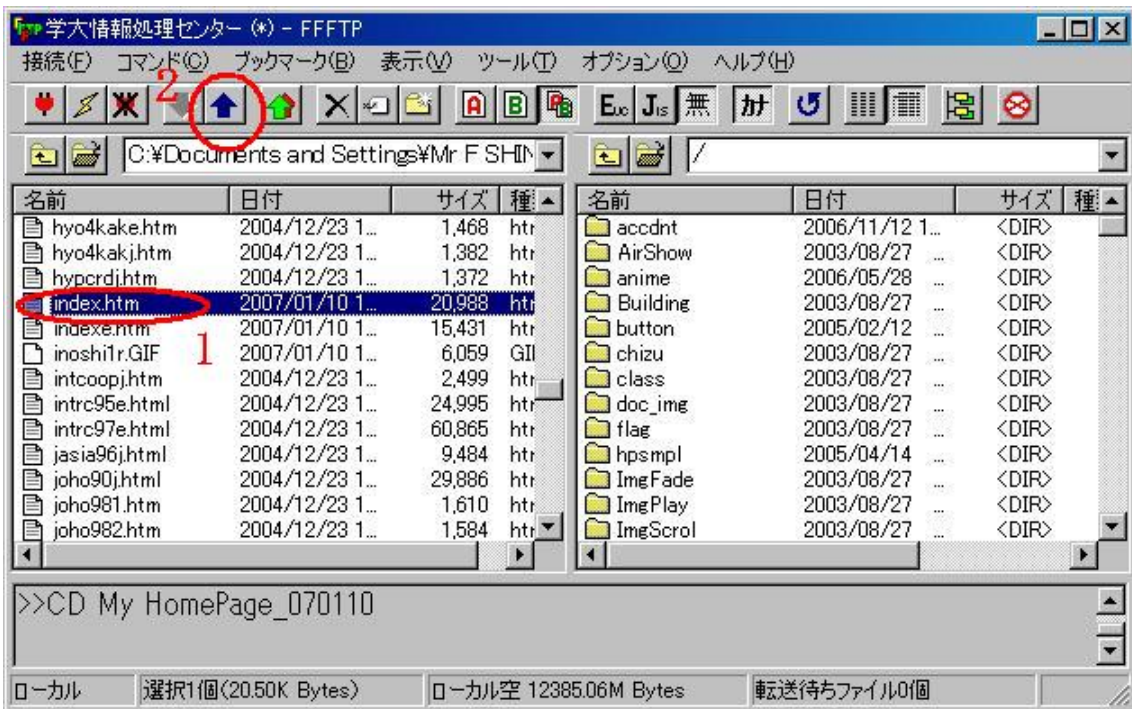 学大情報処理センター (*) - FFFTP
接続(F) コマンド(C) ブックマーク(B) 表示(V) ツール(T) オプション(O) ヘルプ(H)
2
A B Euc Jis 無 カナ
C:¥Documents and Settings¥Mr F SHIN
/
名前 日付 サイズ 種 名前 日付 サイズ 種
hyo4kake.htm 2004/12/23 1... 1,468 htr accdnt 2006/11/12 1... <DIR>
hyo4kakj.htm 2004/12/23 1... 1,382 htr AirShow 2003/08/27 ... <DIR>
hypcrdj.htm 2004/12/23 1... 1,372 htr anime 2006/05/28 ... <DIR>
index.htm 2007/01/10 1... 20,988 htr Building 2003/08/27 ... <DIR>
indexe.htm 2007/01/10 1... 15,431 htr button 2005/02/12 ... <DIR>
1
inoshi1r.GIF 2007/01/10 1... 6,059 GII chizu 2003/08/27 ... <DIR>
intcoopj.htm 2004/12/23 1... 2,499 htr class 2003/08/27 ... <DIR>
intrc95e.html 2004/12/23 1... 24,995 htr doc_img 2003/08/27 ... <DIR>
intrc97e.html 2004/12/23 1... 60,865 htr flag 2003/08/27 ... <DIR>
jasia96j.html 2004/12/23 1... 9,484 htr hpsmpl 2005/04/14 ... <DIR>
joho90j.html 2004/12/23 1... 29,886 htr ImgFade 2003/08/27 ... <DIR>
joho981.htm 2004/12/23 1... 1,610 htr ImgPlay 2003/08/27 ... <DIR>
joho982.htm 2004/12/23 1... 1,584 htr ImgScrol 2003/08/27 ... <DIR>
>>CD My HomePage_070110
ローカル 選択1個(20.50K Bytes) ローカル空 12385.06M Bytes 転送待ちファイル0個